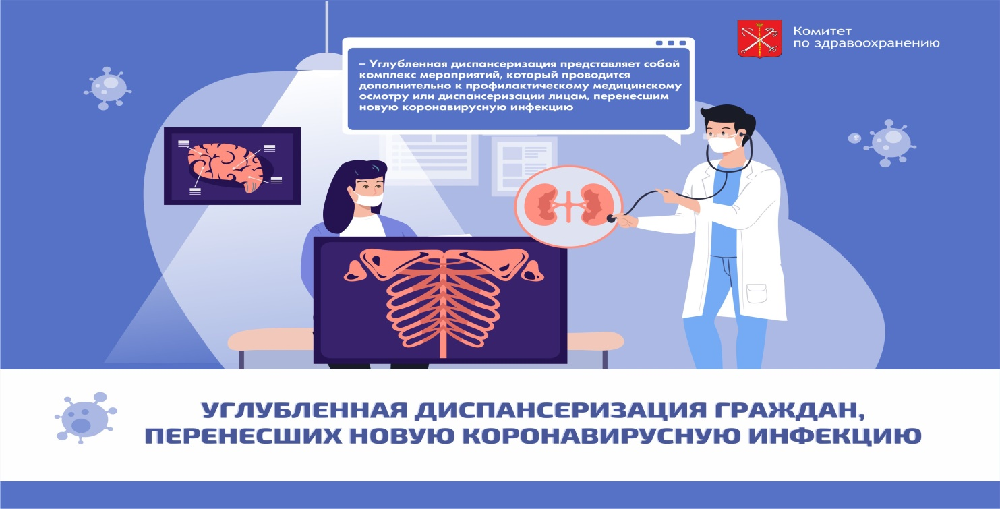 Комитет
по здравоохранению
– Углубленная диспансеризация представляет собой
комплекс мероприятий, который проводится
дополнительно к профилактическому медицинскому
осмотру или диспансеризации лицам, перенесшим
новую коронавирусную инфекцию
УГЛУБЛЕННАЯ ДИСПАНСЕРИЗАЦИЯ ГРАЖДАН,
ПЕРЕНЕСШИХ НОВУЮ КОРОНАВИРУСНУЮ ИНФЕКЦИЮ